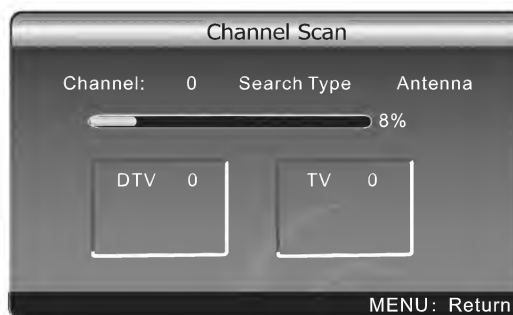 Channel Scan
Channel: 0 Search Type Antenna
8%
DTV 0 TV 0
MENU: Return